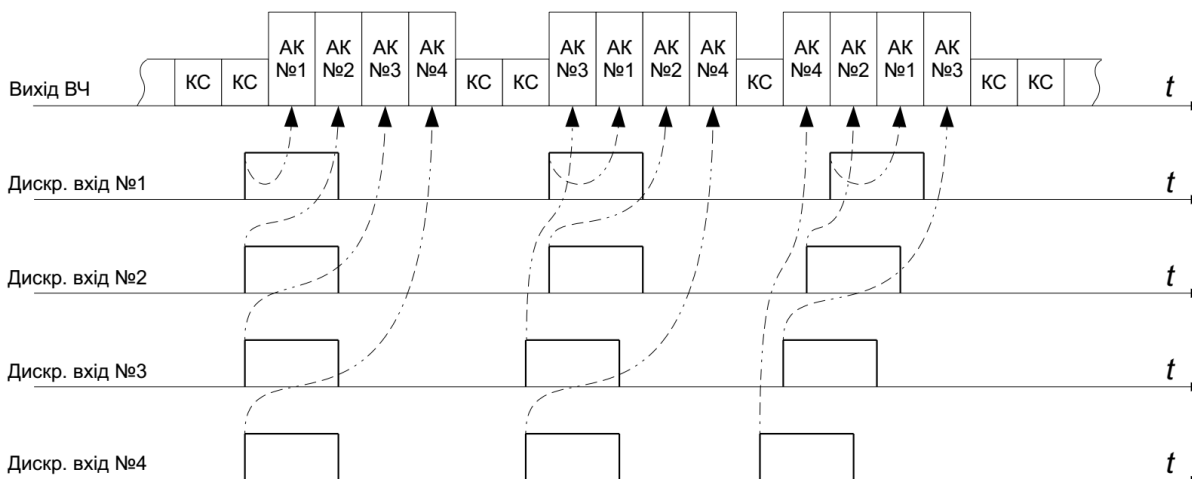 АК №1 АК №2 АК №3 АК №4 АК №3 АК №1 АК №2 АК №4 АК №4 АК №2 АК №1 АК №3
Вихід ВЧ КС КС КС КС КС КС КС t
Дискр. вхід №1 t
Дискр. вхід №2 t
Дискр. вхід №3 t
Дискр. вхід №4 t